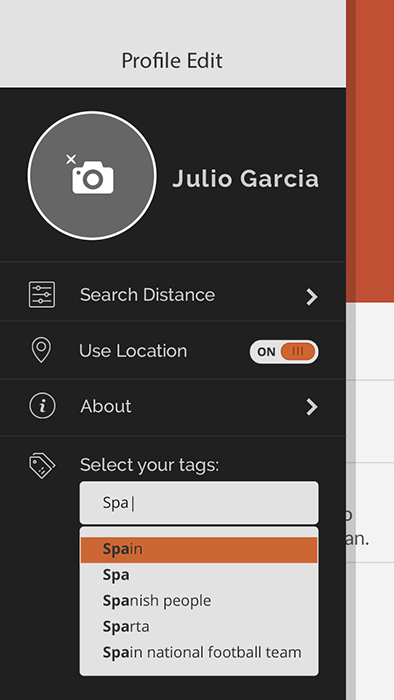 Profile Edit
Julio Garcia
Search Distance
Use Location
ON
About
Select your tags:
Spa
Spain
Spa
Spanish people
Sparta
Spain national football team
an.